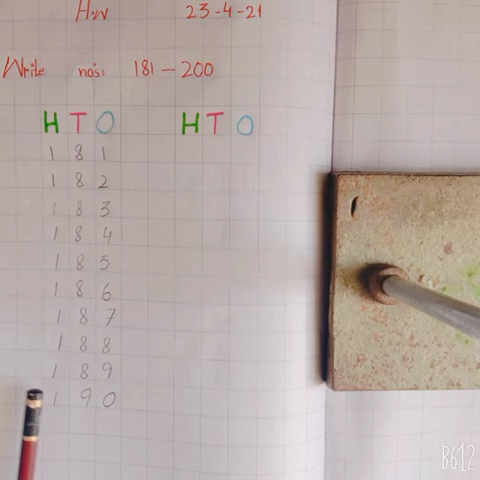 H.W 23-4-21
Write no's: 181 - 200
H T O H T O
1 8 1
1 8 2
1 8 3
1 8 4
1 8 5
1 8 6
1 8 7
1 8 8
1 8 9
1 9 0
B612